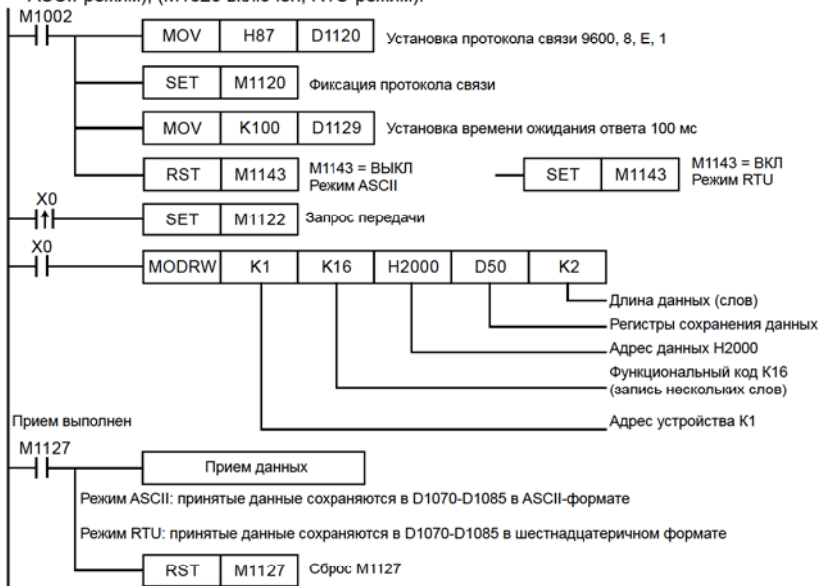 ASCII-режим), (M1320 включен, RTU-режим).
M1002
MOV H87 D1120 Установка протокола связи 9600, 8, E, 1
SET M1120 Фиксация протокола связи
MOV K100 D1129 Установка времени ожидания ответа 100 мс
RST M1143 M1143 = ВЫКЛ
Режим ASCII
SET M1143 M1143 = ВКЛ
Режим RTU
X0
SET M1122 Запрос передачи
X0
MODRW K1 K16 H2000 D50 K2
Длина данных (слов)
Регистры сохранения данных
Адрес данных H2000
Функциональный код K16
(запись нескольких слов)
Адрес устройства K1
Прием выполнен
M1127
Прием данных
Режим ASCII: принятые данные сохраняются в D1070-D1085 в ASCII-формате
Режим RTU: принятые данные сохраняются в D1070-D1085 в шестнадцатеричном формате
RST M1127 Сброс M1127